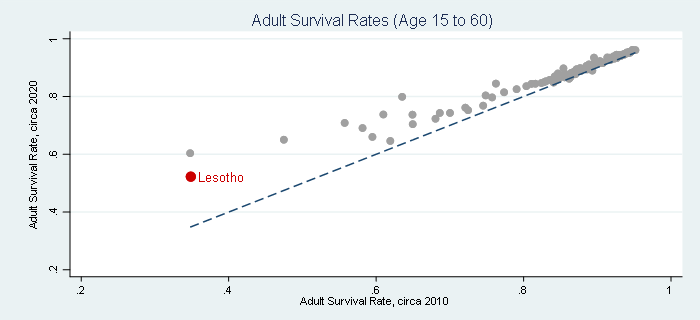 Adult Survival Rates (Age 15 to 60)
Adult Survival Rate, circa 2020
1
.8
.6
.4
.2
Lesotho
.2 .4 .6 .8 1
Adult Survival Rate, circa 2010